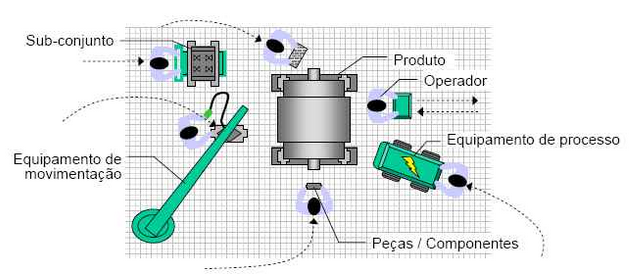 Sub-conjunto
Produto
Operador
Equipamento de processo
Equipamento de
movimentação
Peças / Componentes